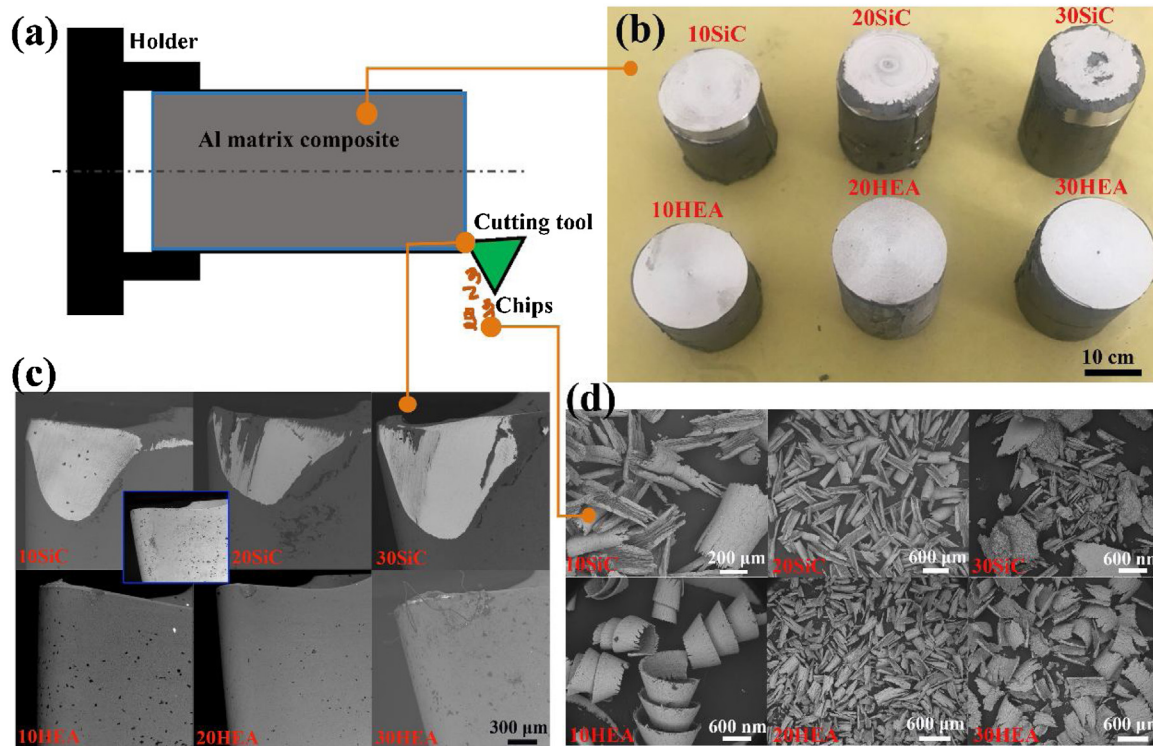 (a)
Holder
Al matrix composite
Cutting tool
Chips
(b)
10SiC
20SiC
30SiC
10HEA
20HEA
30HEA
10 cm
(c)
10SiC
20SiC
30SiC
10HEA
20HEA
30HEA
300 μm
(d)
10SiC
200 μm
20SiC
600 μm
30SiC
600 nm
10HEA
600 nm
20HEA
600 μm
30HEA
600 μm